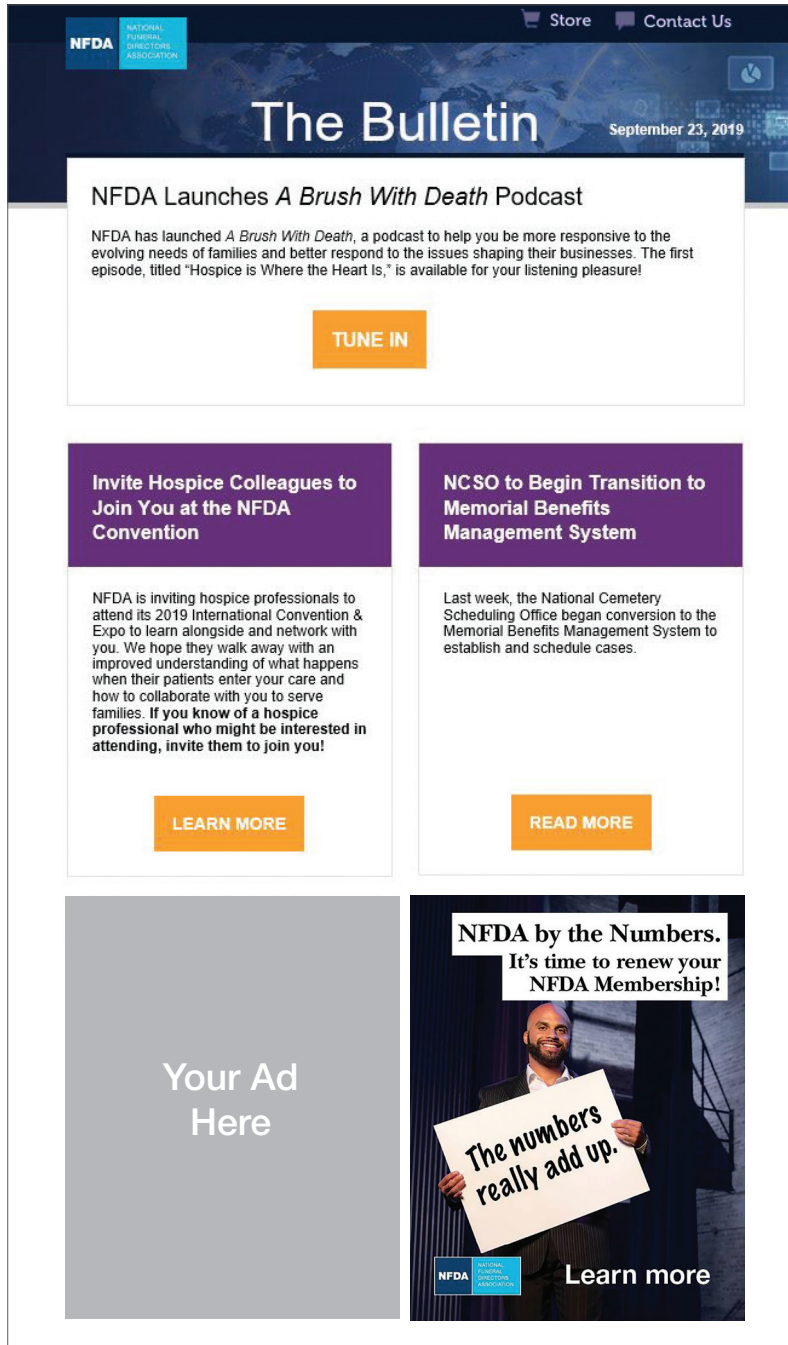 Store
Contact Us
NFDA
NATIONAL
FUNERAL
DIRECTORS
ASSOCIATION
The Bulletin
September 23, 2019
NFDA Launches A Brush With Death Podcast
NFDA has launched A Brush With Death, a podcast to help you be more responsive to the
evolving needs of families and better respond to the issues shaping their businesses. The first
episode, titled “Hospice is Where the Heart Is,” is available for your listening pleasure!
TUNE IN
Invite Hospice Colleagues to
Join You at the NFDA
Convention
NFDA is inviting hospice professionals to
attend its 2019 International Convention &
Expo to learn alongside and network with
you. We hope they walk away with an
improved understanding of what happens
when their patients enter your care and
how to collaborate with you to serve
families. If you know of a hospice
professional who might be interested in
attending, invite them to join you!
LEARN MORE
NCSO to Begin Transition to
Memorial Benefits
Management System
Last week, the National Cemetery
Scheduling Office began conversion to the
Memorial Benefits Management System to
establish and schedule cases.
READ MORE
Your Ad
Here
NFDA by the Numbers.
It’s time to renew your
NFDA Membership!
The numbers
really add up.
NFDA
NATIONAL
FUNERAL
DIRECTORS
ASSOCIATION
Learn more